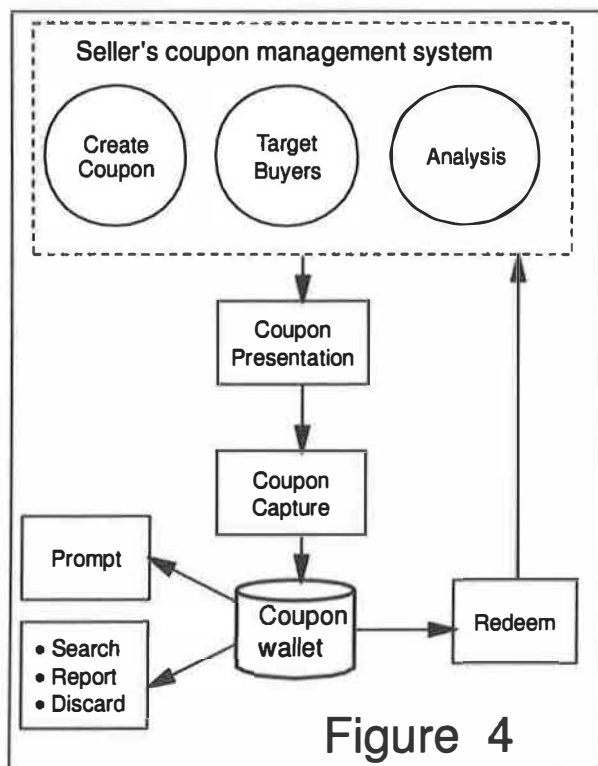 Seller's coupon management system
Create
Coupon
Target
Buyers
Analysis
Coupon
Presentation
Coupon
Capture
Prompt
Coupon
wallet
Redeem
• Search
• Report
• Discard
Figure 4